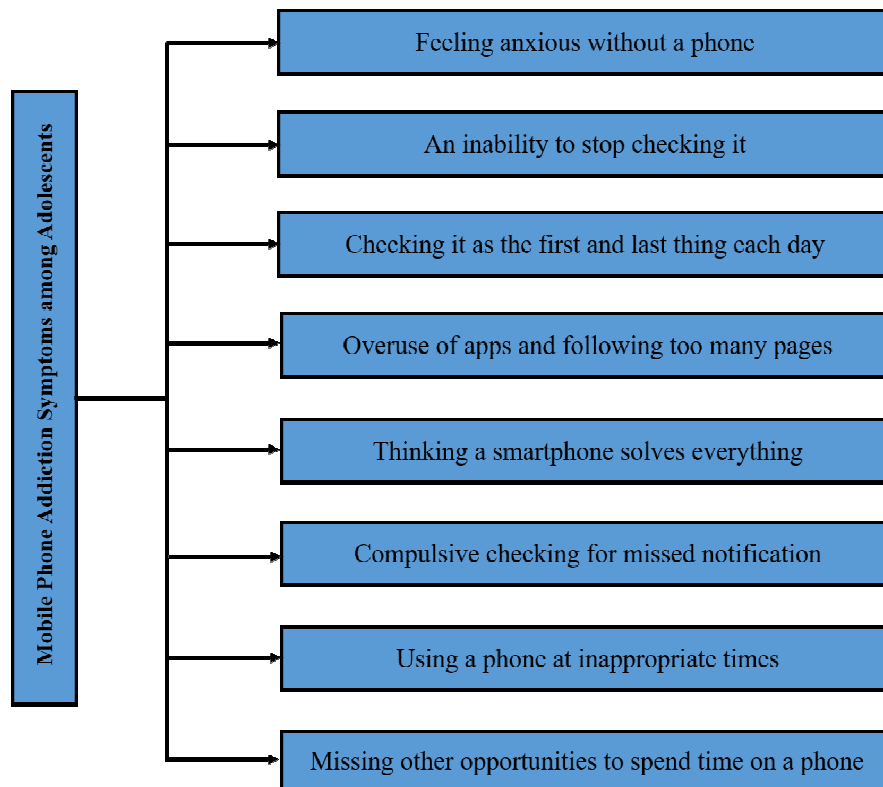 Mobile Phone Addiction Symptoms among Adolescents
Feeling anxious without a phone
An inability to stop checking it
Checking it as the first and last thing each day
Overuse of apps and following too many pages
Thinking a smartphone solves everything
Compulsive checking for missed notification
Using a phone at inappropriate times
Missing other opportunities to spend time on a phone